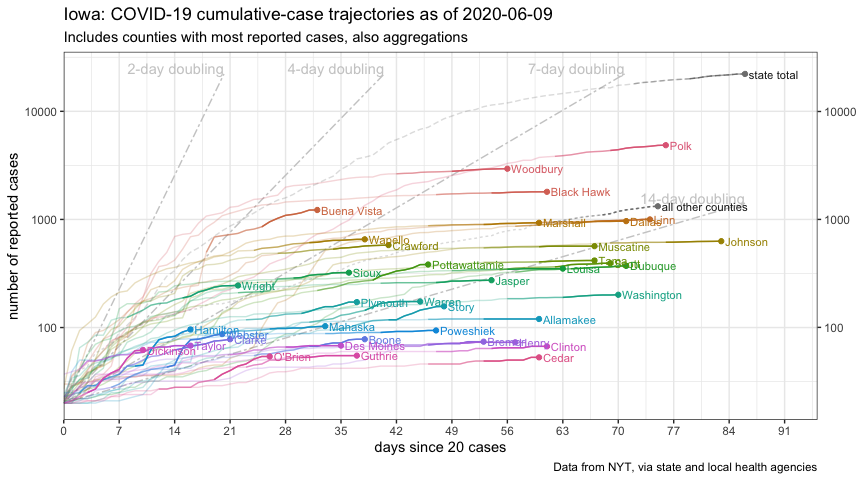 Iowa: COVID-19 cumulative-case trajectories as of 2020-06-09
Includes counties with most reported cases, also aggregations
2-day doubling
4-day doubling
7-day doubling
14-day doubling
state total
Polk
Woodbury
Black Hawk
all other counties
Buena Vista
Marshall
Dallas
Linn
Wapello
Crawford
Muscatine
Johnson
Pottawattamie
Tama
Dubuque
Louisa
Sioux
Jasper
Wright
Washington
Plymouth
Warren
Story
Allamakee
Hamilton
Mahaska
Poweshiek
Webster
Clarke
Boone
Taylor
Des Moines
Bremer
Henry
Clinton
Dickinson
O'Brien
Guthrie
Cedar
number of reported cases
10000
1000
100
10000
1000
100
0 7 14 21 28 35 42 49 56 63 70 77 84 91
days since 20 cases
Data from NYT, via state and local health agencies